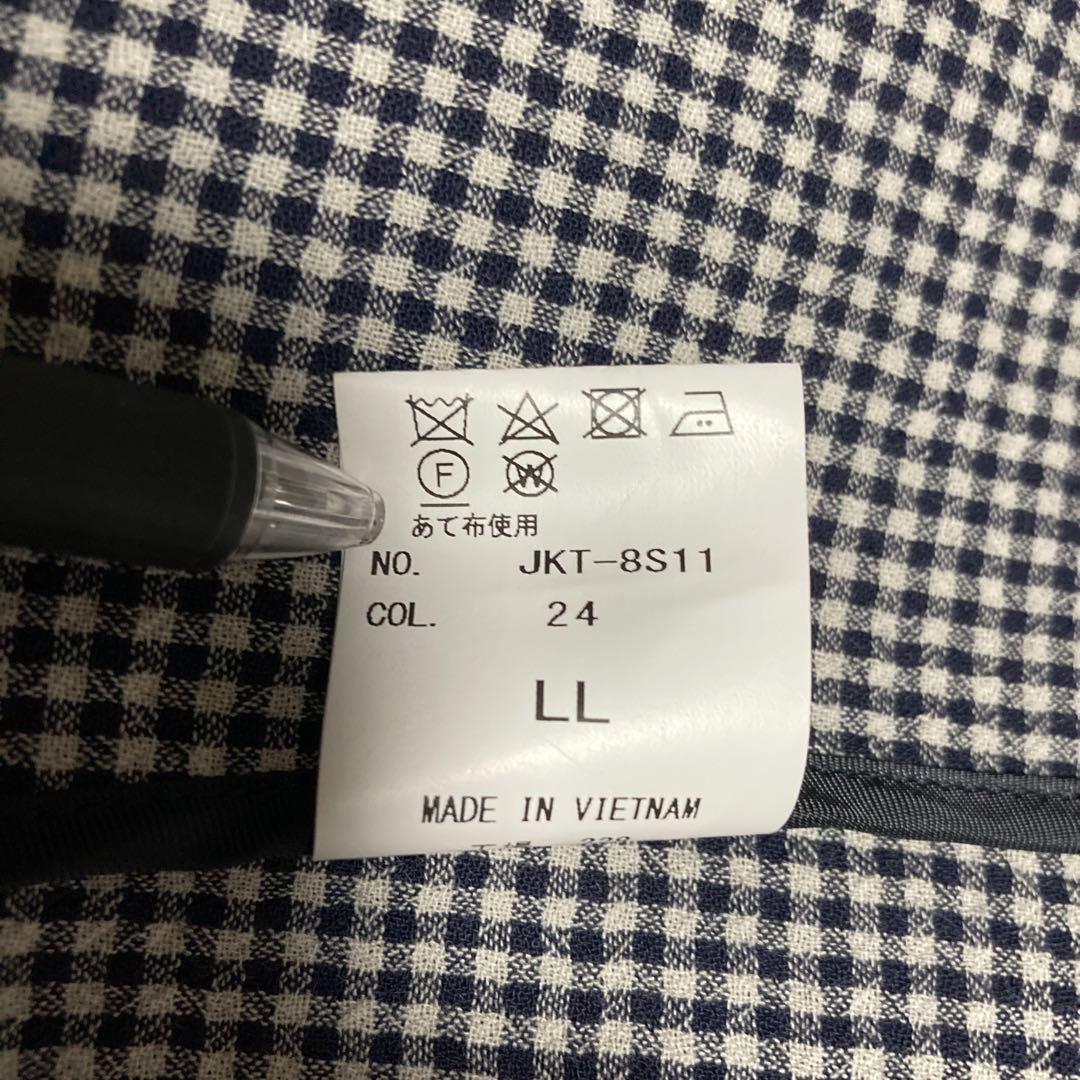 F W
あて布使用
NO. JKT-8S11
COL. 24
LL
MADE IN VIETNAM